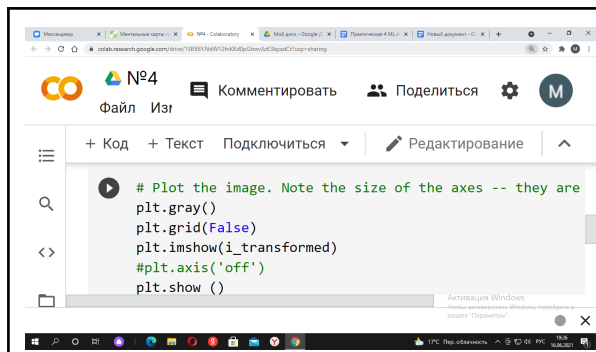 Мессенджер
Ментальные карты
№4 - Colaboratory
Мой диск – Google
Практическая 4 ML
Новый документ
colab.research.google.com/drive/
?usp=sharing
№4
Комментировать
Поделиться
M
Файл
+ Код + Текст Подключиться
Редактирование
# Plot the image. Note the size of the axes -- they are
plt.gray()
plt.grid(False)
plt.imshow(i_transformed)
#plt.axis('off')
plt.show ()
Активация Windows
Чтобы активировать Windows, перейдите в
раздел "Параметры".
17°C Пер. облачность
РУС
19:26
16.06.2021